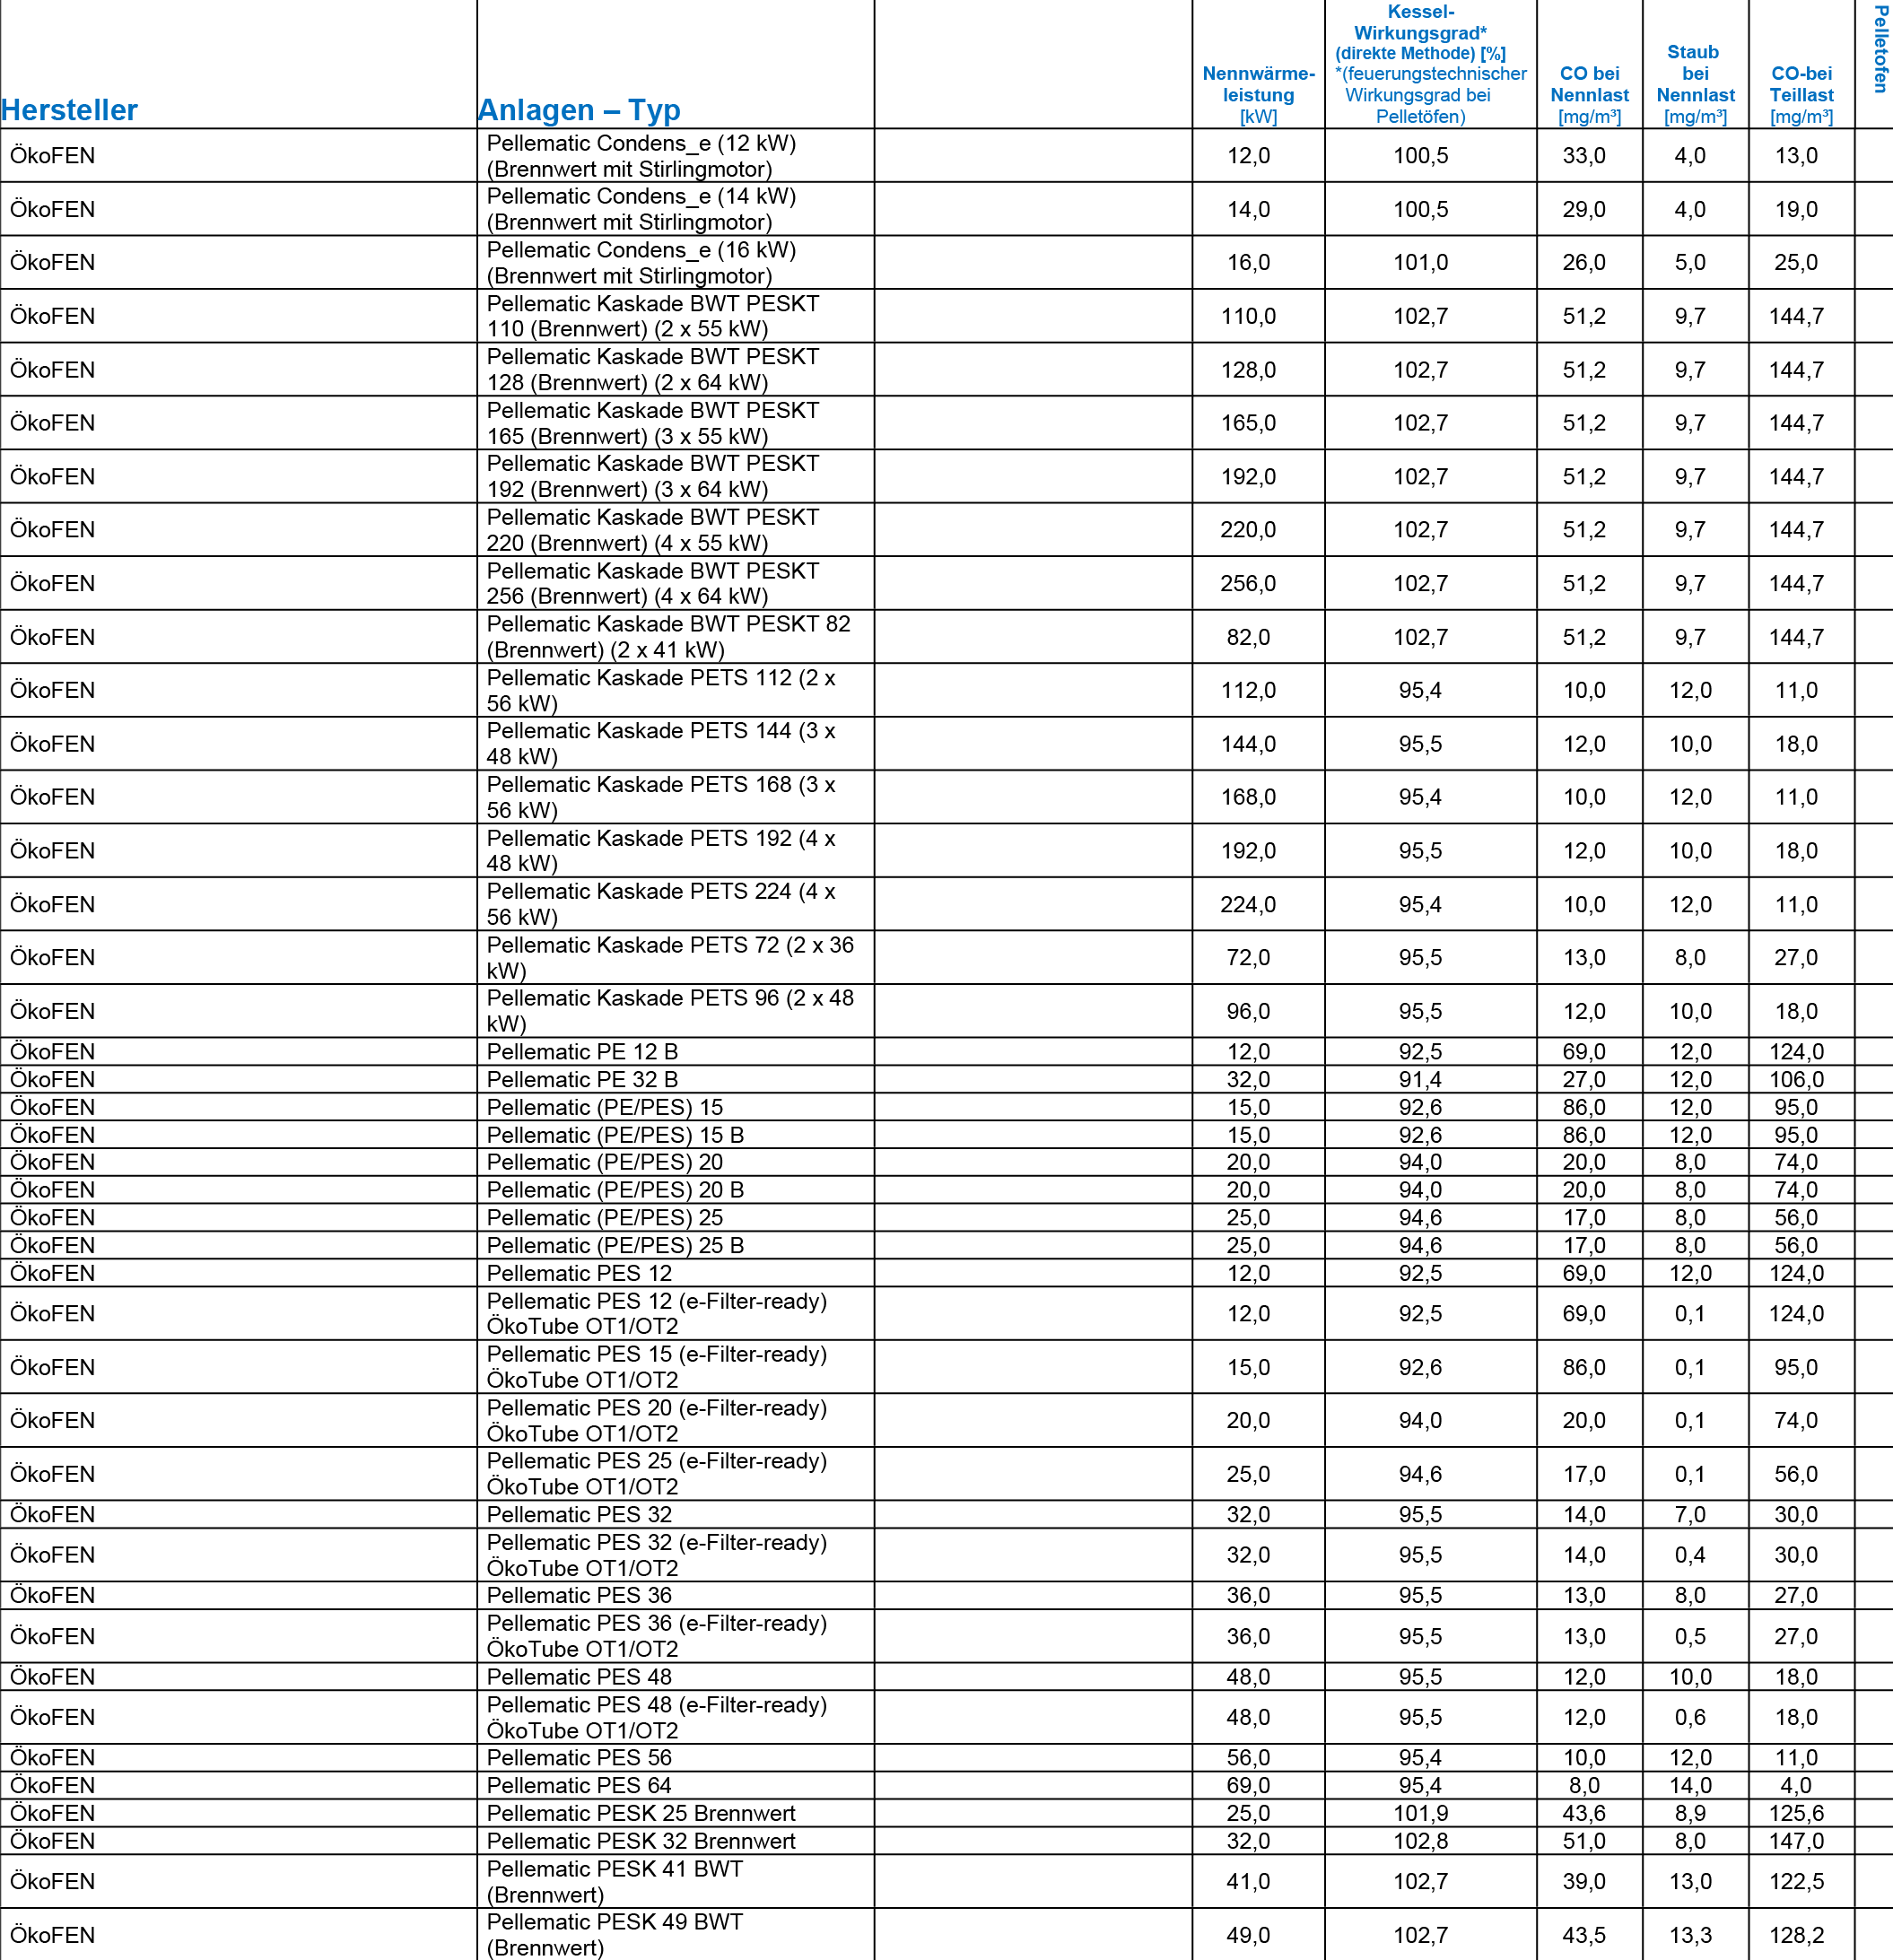 Hersteller
Anlagen – Typ
Nennwärme-
leistung
[kW]
Kessel-
Wirkungsgrad*
(direkte Methode) [%]
*(feuerungstechnischer
Wirkungsgrad bei
Pelletöfen)
CO bei
Nennlast
[mg/m³]
Staub
bei
Nennlast
[mg/m³]
CO-bei
Teillast
[mg/m³]
Pelletofen
ÖkoFEN Pellematic Condens_e (12 kW)
(Brennwert mit Stirlingmotor) 12,0 100,5 33,0 4,0 13,0
ÖkoFEN Pellematic Condens_e (14 kW)
(Brennwert mit Stirlingmotor) 14,0 100,5 29,0 4,0 19,0
ÖkoFEN Pellematic Condens_e (16 kW)
(Brennwert mit Stirlingmotor) 16,0 101,0 26,0 5,0 25,0
ÖkoFEN Pellematic Kaskade BWT PESKT
110 (Brennwert) (2 x 55 kW) 110,0 102,7 51,2 9,7 144,7
ÖkoFEN Pellematic Kaskade BWT PESKT
128 (Brennwert) (2 x 64 kW) 128,0 102,7 51,2 9,7 144,7
ÖkoFEN Pellematic Kaskade BWT PESKT
165 (Brennwert) (3 x 55 kW) 165,0 102,7 51,2 9,7 144,7
ÖkoFEN Pellematic Kaskade BWT PESKT
192 (Brennwert) (3 x 64 kW) 192,0 102,7 51,2 9,7 144,7
ÖkoFEN Pellematic Kaskade BWT PESKT
220 (Brennwert) (4 x 55 kW) 220,0 102,7 51,2 9,7 144,7
ÖkoFEN Pellematic Kaskade BWT PESKT
256 (Brennwert) (4 x 64 kW) 256,0 102,7 51,2 9,7 144,7
ÖkoFEN Pellematic Kaskade BWT PESKT 82
(Brennwert) (2 x 41 kW) 82,0 102,7 51,2 9,7 144,7
ÖkoFEN Pellematic Kaskade PETS 112 (2 x
56 kW) 112,0 95,4 10,0 12,0 11,0
ÖkoFEN Pellematic Kaskade PETS 144 (3 x
48 kW) 144,0 95,5 12,0 10,0 18,0
ÖkoFEN Pellematic Kaskade PETS 168 (3 x
56 kW) 168,0 95,4 10,0 12,0 11,0
ÖkoFEN Pellematic Kaskade PETS 192 (4 x
48 kW) 192,0 95,5 12,0 10,0 18,0
ÖkoFEN Pellematic Kaskade PETS 224 (4 x
56 kW) 224,0 95,4 10,0 12,0 11,0
ÖkoFEN Pellematic Kaskade PETS 72 (2 x 36
kW) 72,0 95,5 13,0 8,0 27,0
ÖkoFEN Pellematic Kaskade PETS 96 (2 x 48
kW) 96,0 95,5 12,0 10,0 18,0
ÖkoFEN Pellematic PE 12 B 12,0 92,5 69,0 12,0 124,0
ÖkoFEN Pellematic PE 32 B 32,0 91,4 27,0 12,0 106,0
ÖkoFEN Pellematic (PE/PES) 15 15,0 92,6 86,0 12,0 95,0
ÖkoFEN Pellematic (PE/PES) 15 B 15,0 92,6 86,0 12,0 95,0
ÖkoFEN Pellematic (PE/PES) 20 20,0 94,0 20,0 8,0 74,0
ÖkoFEN Pellematic (PE/PES) 20 B 20,0 94,0 20,0 8,0 74,0
ÖkoFEN Pellematic (PE/PES) 25 25,0 94,6 17,0 8,0 56,0
ÖkoFEN Pellematic (PE/PES) 25 B 25,0 94,6 17,0 8,0 56,0
ÖkoFEN Pellematic PES 12 12,0 92,5 69,0 12,0 124,0
ÖkoFEN Pellematic PES 12 (e-Filter-ready)
ÖkoTube OT1/OT2 12,0 92,5 69,0 0,1 124,0
ÖkoFEN Pellematic PES 15 (e-Filter-ready)
ÖkoTube OT1/OT2 15,0 92,6 86,0 0,1 95,0
ÖkoFEN Pellematic PES 20 (e-Filter-ready)
ÖkoTube OT1/OT2 20,0 94,0 20,0 0,1 74,0
ÖkoFEN Pellematic PES 25 (e-Filter-ready)
ÖkoTube OT1/OT2 25,0 94,6 17,0 0,1 56,0
ÖkoFEN Pellematic PES 32 32,0 95,5 14,0 7,0 30,0
ÖkoFEN Pellematic PES 32 (e-Filter-ready)
ÖkoTube OT1/OT2 32,0 95,5 14,0 0,4 30,0
ÖkoFEN Pellematic PES 36 36,0 95,5 13,0 8,0 27,0
ÖkoFEN Pellematic PES 36 (e-Filter-ready)
ÖkoTube OT1/OT2 36,0 95,5 13,0 0,5 27,0
ÖkoFEN Pellematic PES 48 48,0 95,5 12,0 10,0 18,0
ÖkoFEN Pellematic PES 48 (e-Filter-ready)
ÖkoTube OT1/OT2 48,0 95,5 12,0 0,6 18,0
ÖkoFEN Pellematic PES 56 56,0 95,4 10,0 12,0 11,0
ÖkoFEN Pellematic PES 64 69,0 95,4 8,0 14,0 4,0
ÖkoFEN Pellematic PESK 25 Brennwert 25,0 101,9 43,6 8,9 125,6
ÖkoFEN Pellematic PESK 32 Brennwert 32,0 102,8 51,0 8,0 147,0
ÖkoFEN Pellematic PESK 41 BWT
(Brennwert) 41,0 102,7 39,0 13,0 122,5
ÖkoFEN Pellematic PESK 49 BWT
(Brennwert) 49,0 102,7 43,5 13,3 128,2